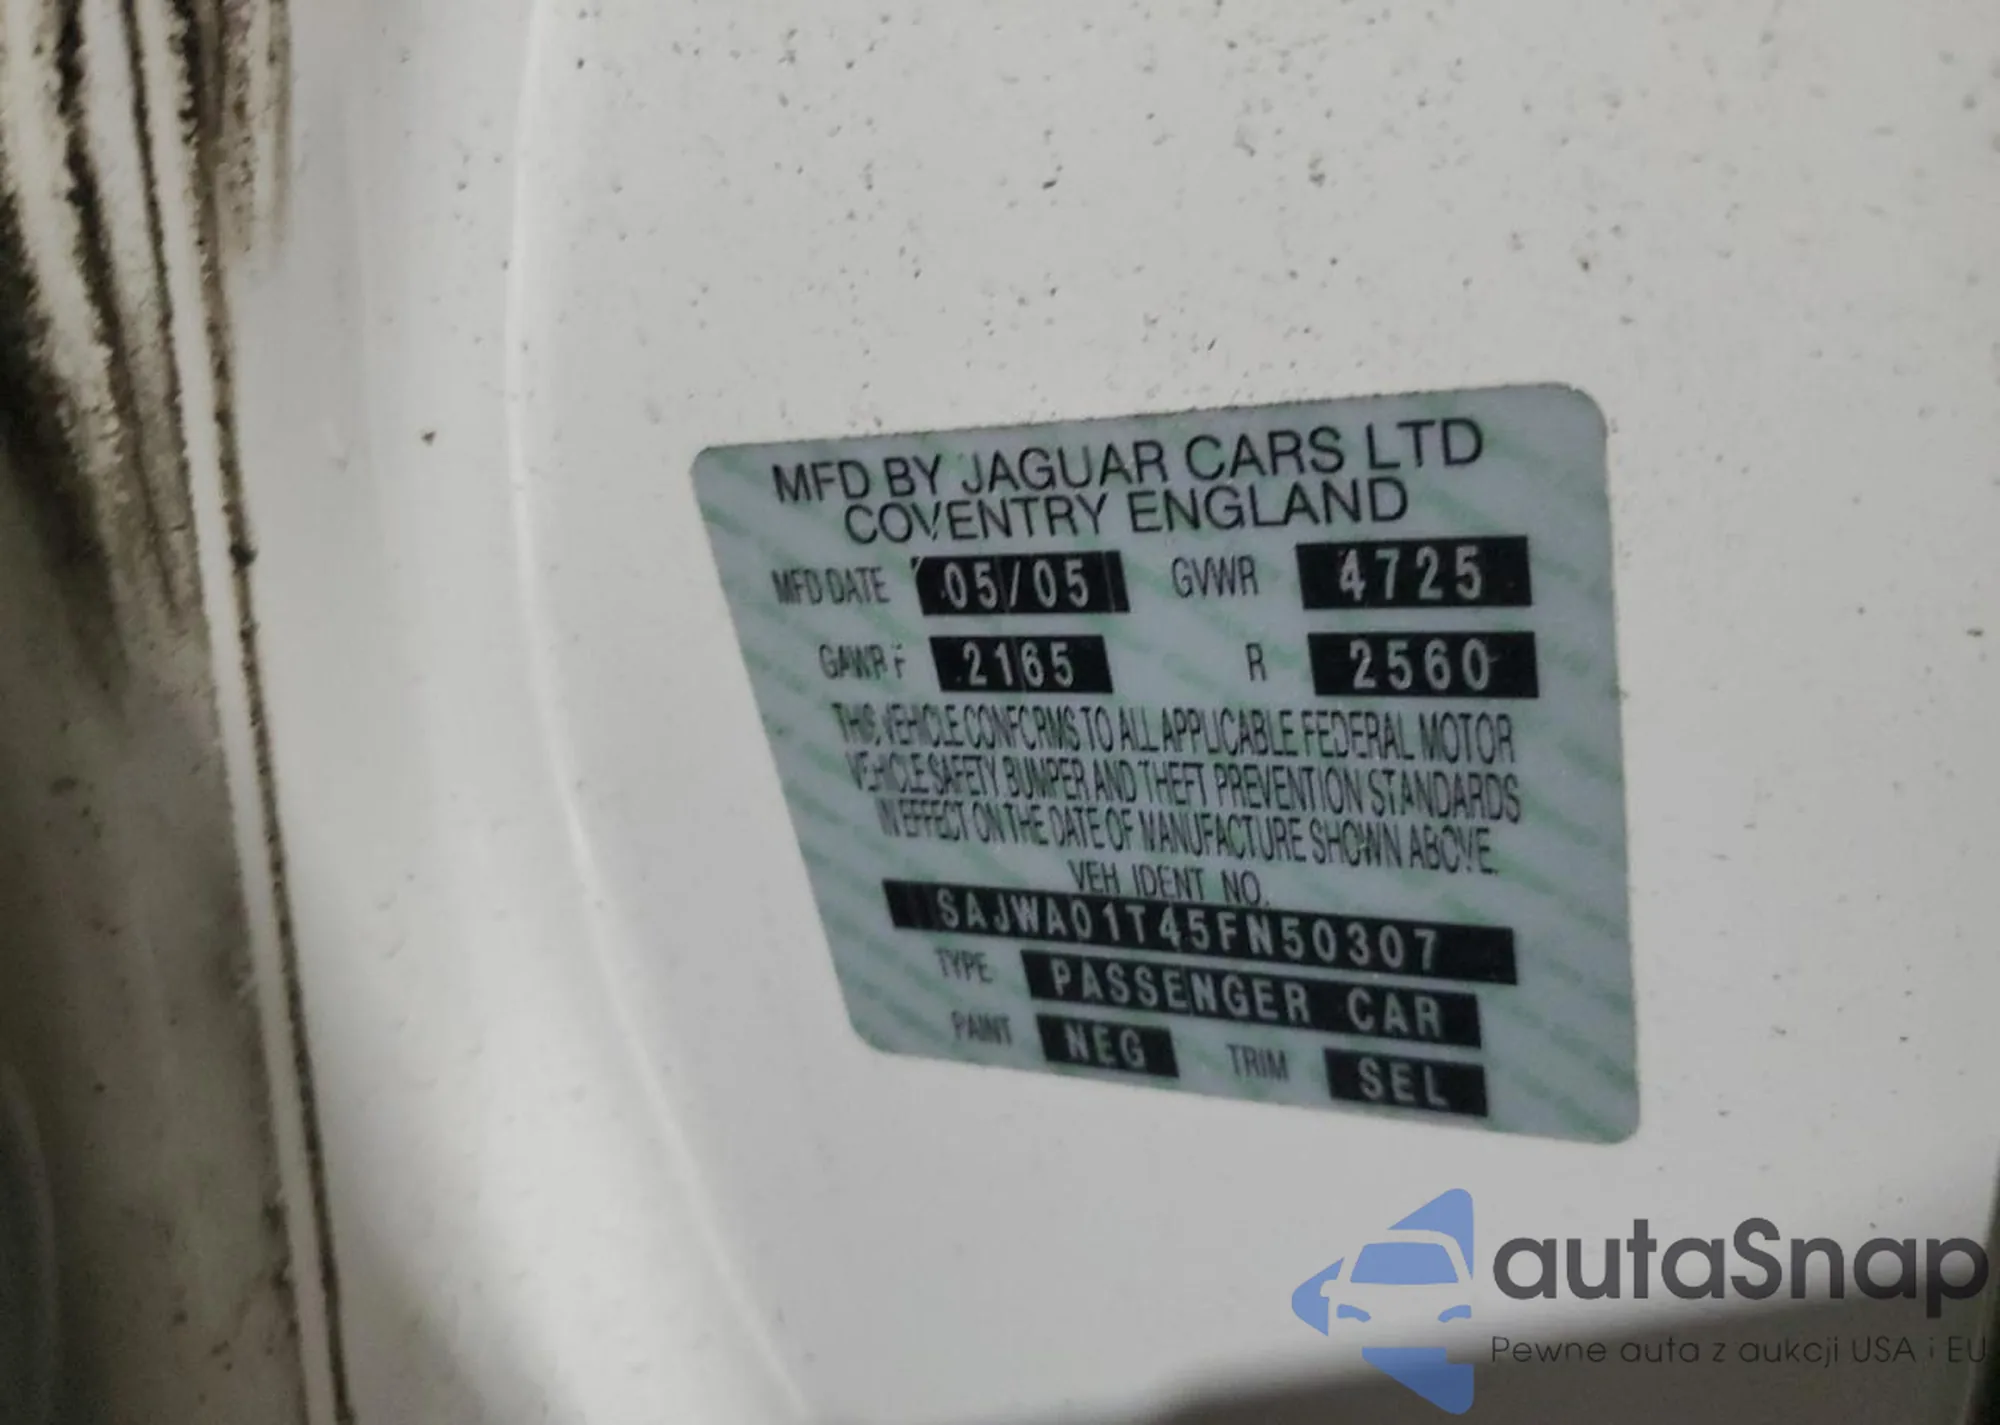 MFD BY JAGUAR CARS LTD
COVENTRY ENGLAND
MFD DATE 05/05 GVWR 4725
GAWR F 2165 R 2560
THIS VEHICLE CONFORMS TO ALL APPLICABLE FEDERAL MOTOR
VEHICLE SAFETY, BUMPER AND THEFT PREVENTION STANDARDS
IN EFFECT ON THE DATE OF MANUFACTURE SHOWN ABOVE.
VEH IDENT NO.
SAJWA01T45FN50307
TYPE PASSENGER CAR
PAINT NEG TRIM SEL
autaSnap
Pewne auta z aukcji USA i EU